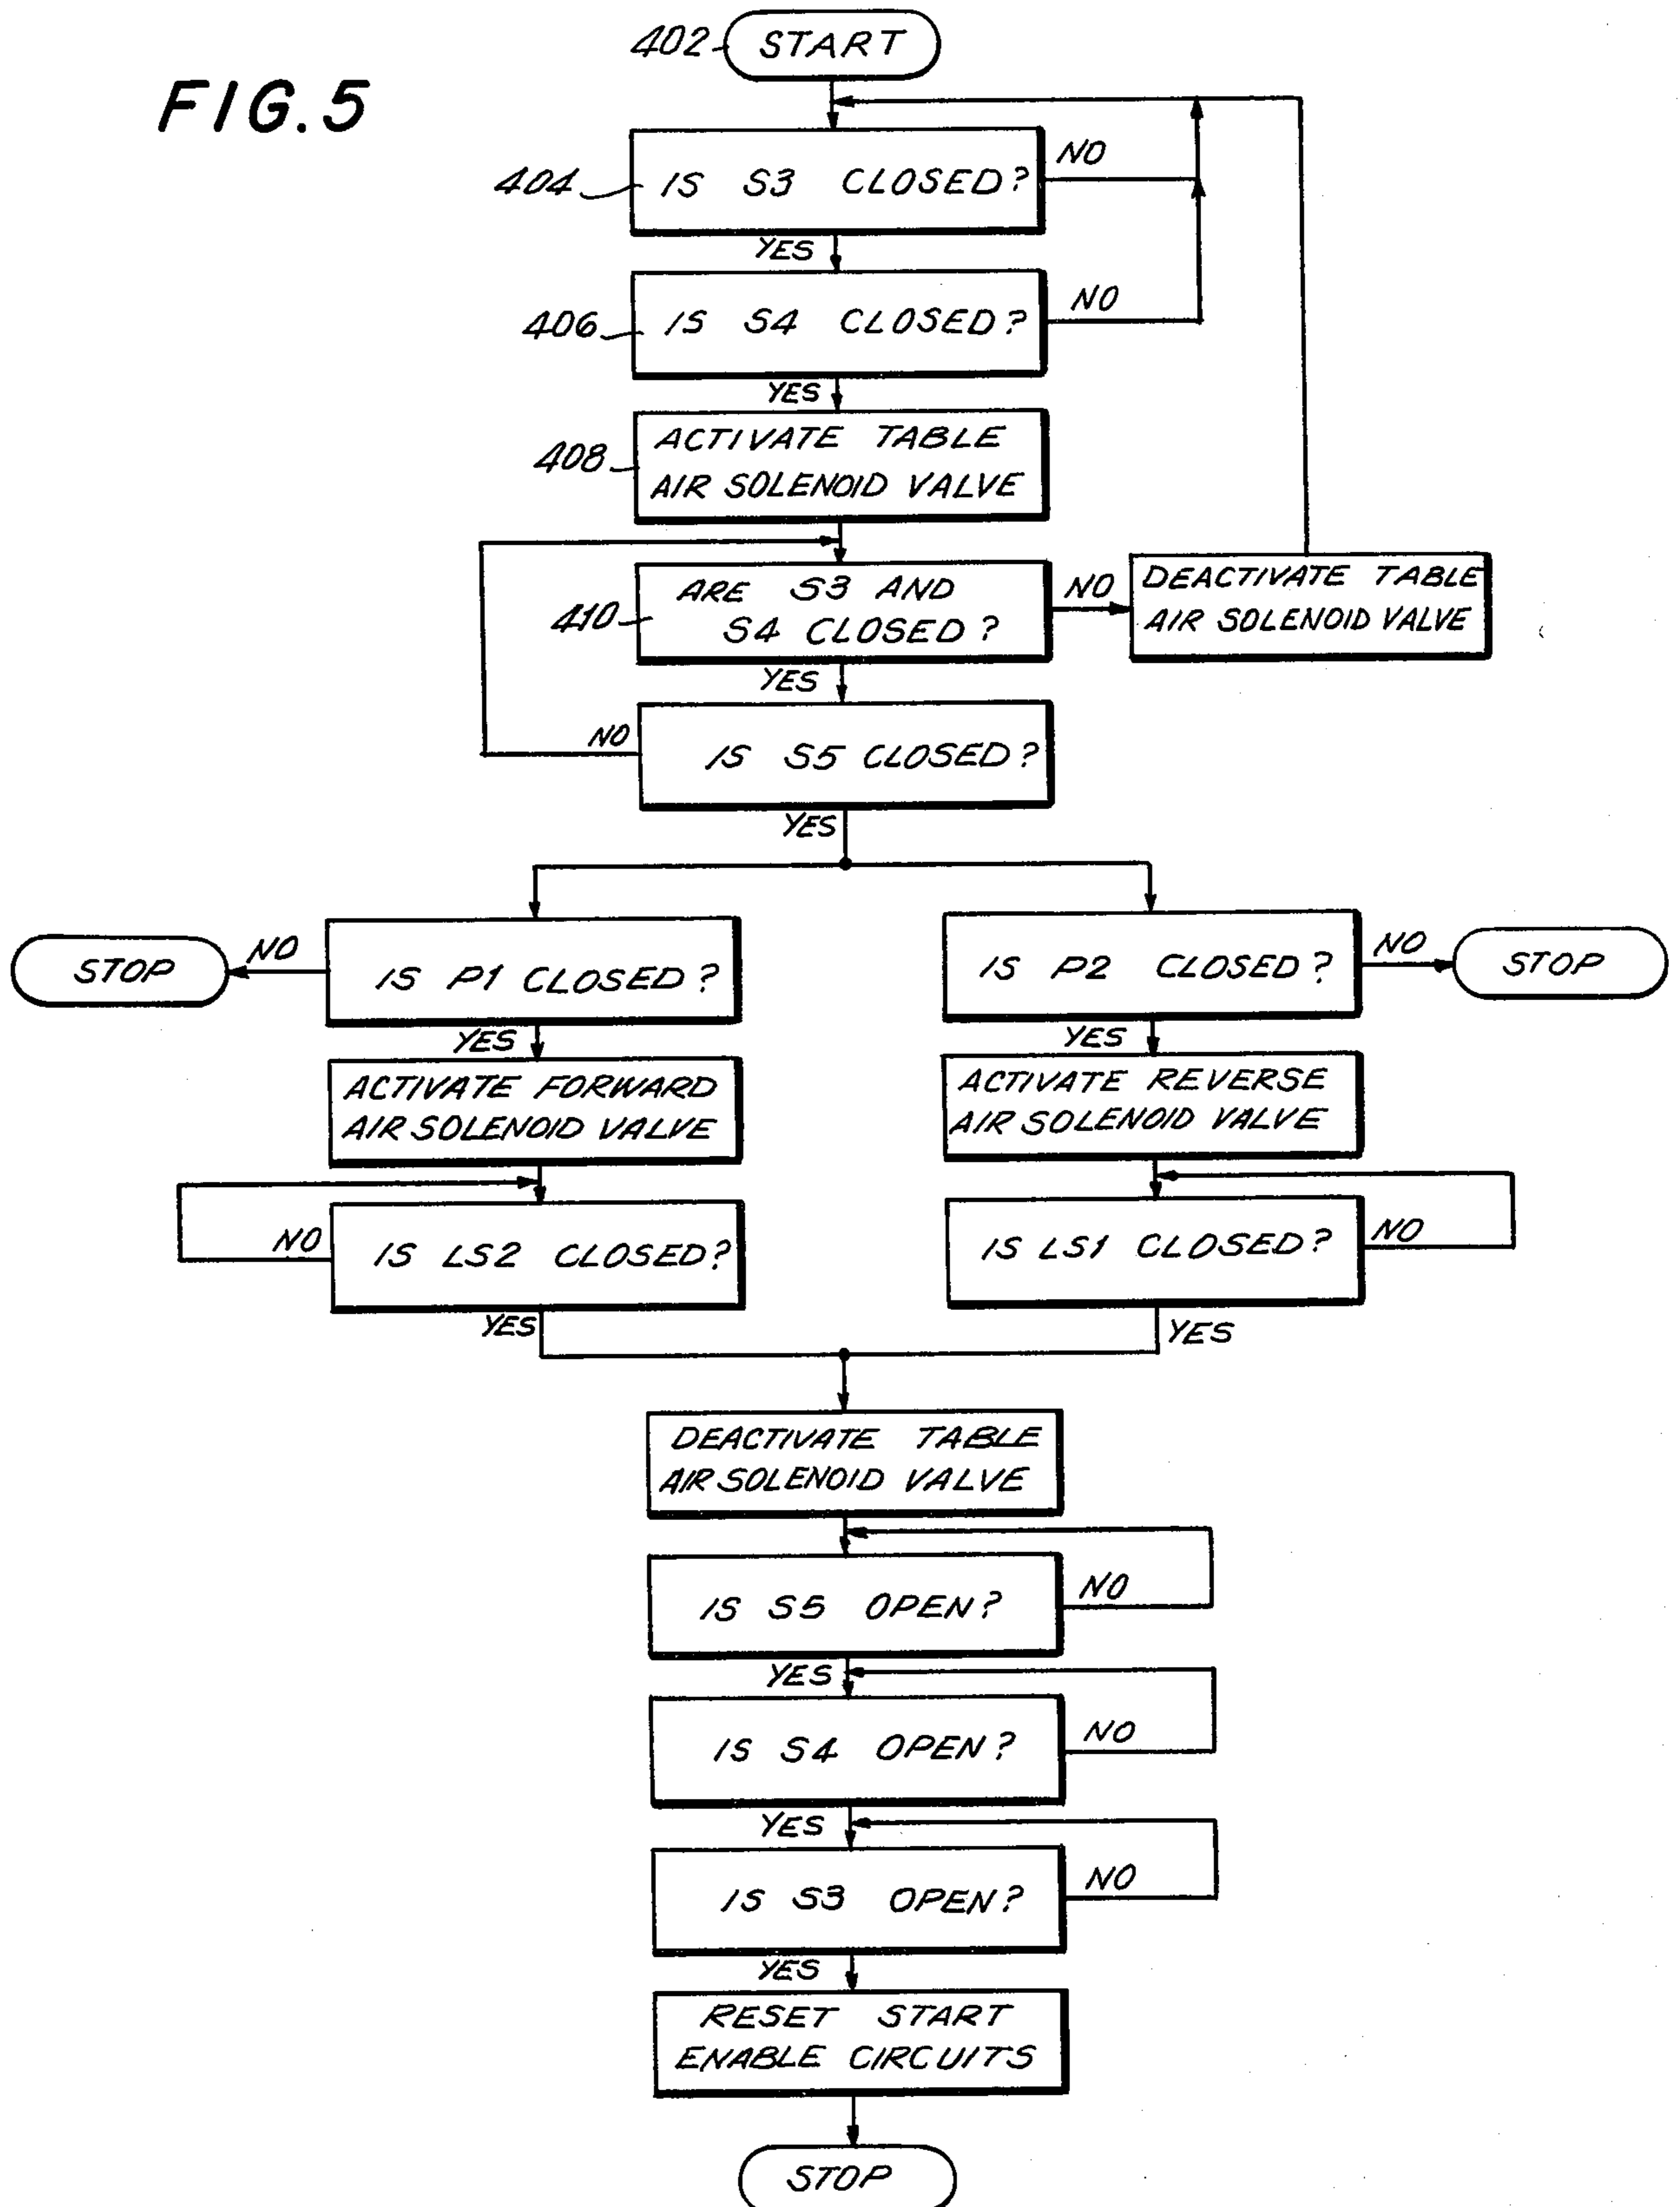 FIG. 5
402 START
404 IS S3 CLOSED? NO
YES
406 IS S4 CLOSED? NO
YES
408 ACTIVATE TABLE
AIR SOLENOID VALVE
410 ARE S3 AND
S4 CLOSED? NO
DEACTIVATE TABLE
AIR SOLENOID VALVE
YES
NO IS S5 CLOSED?
YES
STOP NO IS P1 CLOSED?
IS P2 CLOSED? NO STOP
YES
YES
ACTIVATE FORWARD
AIR SOLENOID VALVE
ACTIVATE REVERSE
AIR SOLENOID VALVE
NO IS LS2 CLOSED?
IS LS1 CLOSED? NO
YES
YES
DEACTIVATE TABLE
AIR SOLENOID VALVE
IS S5 OPEN? NO
YES
IS S4 OPEN? NO
YES
IS S3 OPEN? NO
YES
RESET START
ENABLE CIRCUITS
STOP